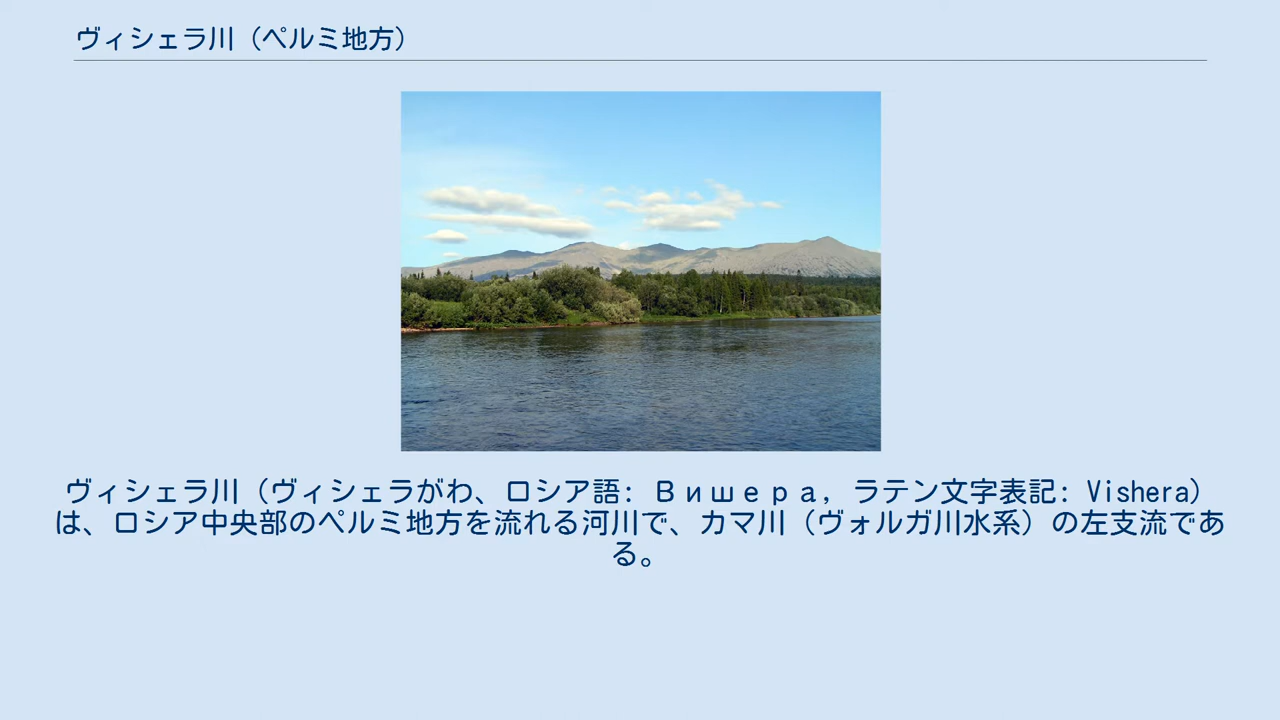 ヴィシェラ川（ペルミ地方）
ヴィシェラ川（ヴィシェラがわ、ロシア語: Вишера, ラテン文字表記: Vishera）
は、ロシア中央部のペルミ地方を流れる河川で、カマ川（ヴォルガ川水系）の左支流であ
る。